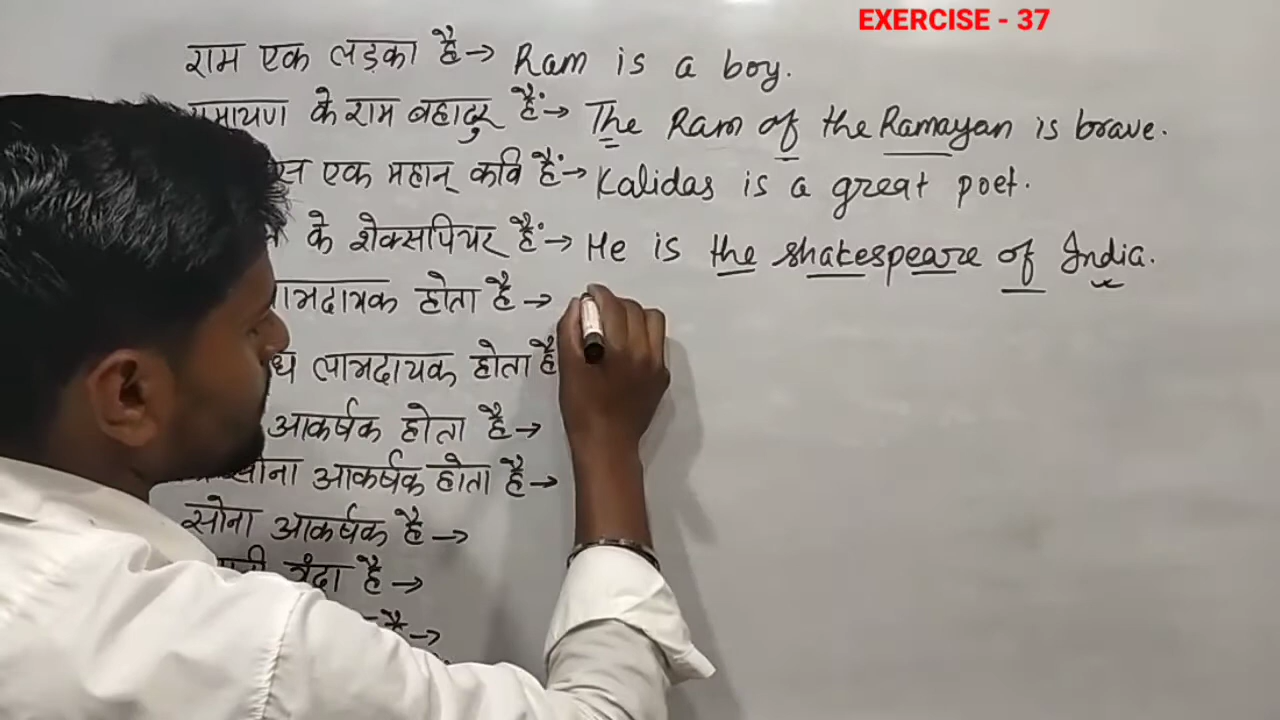 EXERCISE - 37
राम एक लड़का है → Ram is a boy.
के राम बहादुर हैं → The Ram of the Ramayan is brave.
एक महान् कवि हैं → Kalidas is a great poet.
के शेक्सपियर हैं → He is the shakespeare of India.
होता है →
लाभदायक होता है
आकर्षक होता है →
सोना आकर्षक होता है →
सोना आकर्षक है →
है →